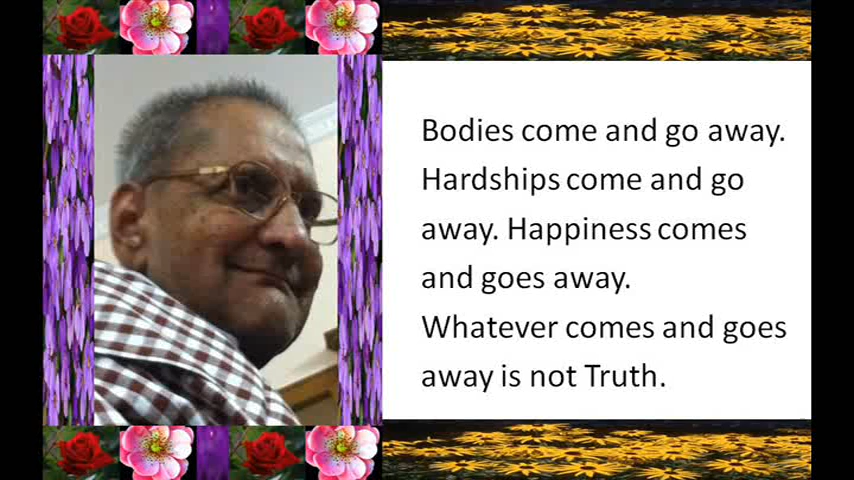 Bodies come and go away.
Hardships come and go
away. Happiness comes
and goes away.
Whatever comes and goes
away is not Truth.